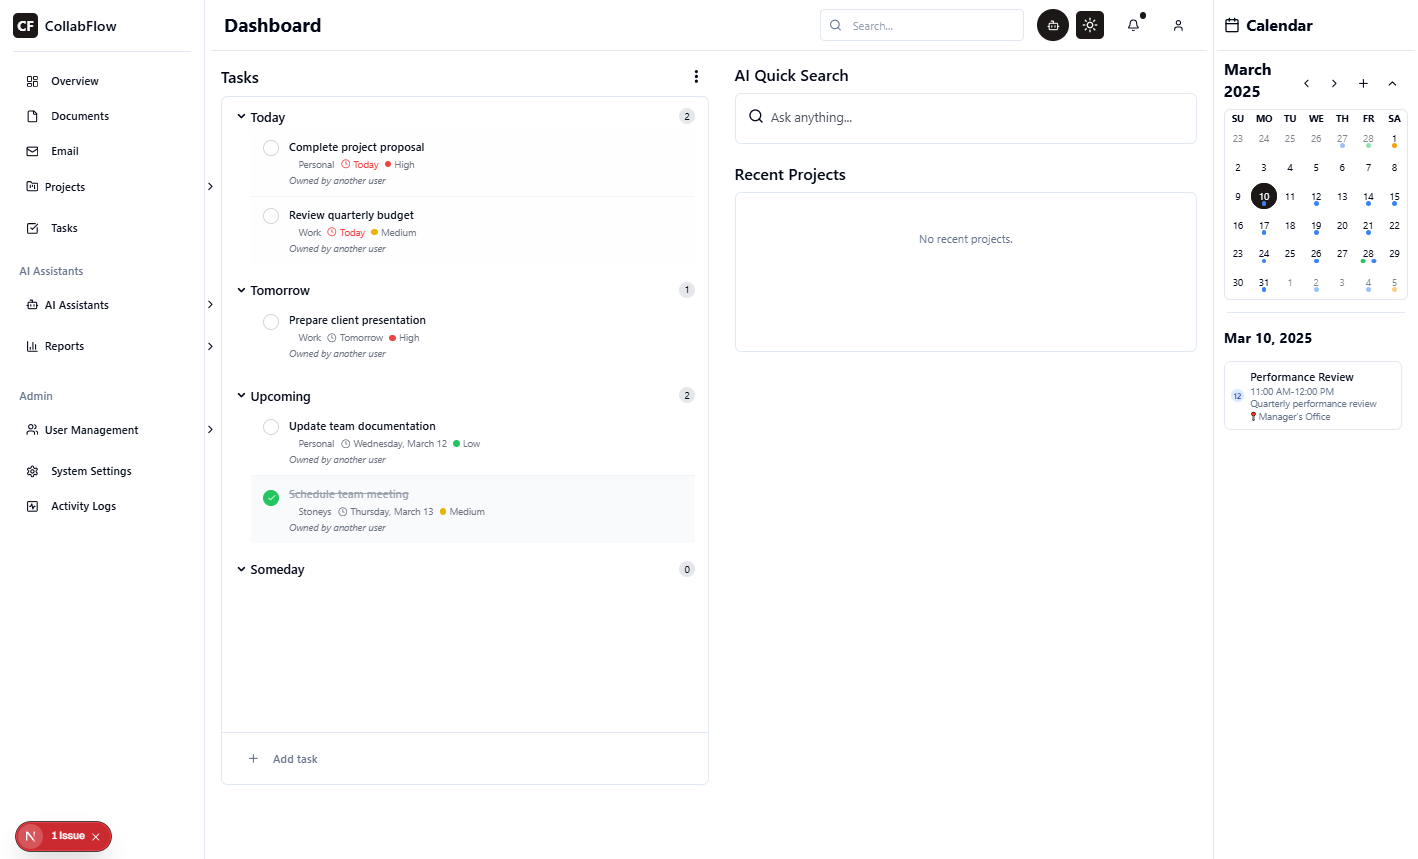 CF CollabFlow
Overview
Documents
Email
Projects
Tasks
AI Assistants
AI Assistants
Reports
Admin
User Management
System Settings
Activity Logs
N 1 Issue
Dashboard
Search...
Tasks
Today 2
Complete project proposal
Personal Today High
Owned by another user
Review quarterly budget
Work Today Medium
Owned by another user
Tomorrow 1
Prepare client presentation
Work Tomorrow High
Owned by another user
Upcoming 2
Update team documentation
Personal Wednesday, March 12 Low
Owned by another user
Schedule team meeting
Stoneys Thursday, March 13 Medium
Owned by another user
Someday 0
Add task
AI Quick Search
Ask anything...
Recent Projects
No recent projects.
Calendar
March
2025
SU MO TU WE TH FR SA
23 24 25 26 27 28 1
2 3 4 5 6 7 8
9 10 11 12 13 14 15
16 17 18 19 20 21 22
23 24 25 26 27 28 29
30 31 1 2 3 4 5
Mar 10, 2025
Performance Review
12 11:00 AM-12:00 PM
Quarterly performance review
Manager's Office